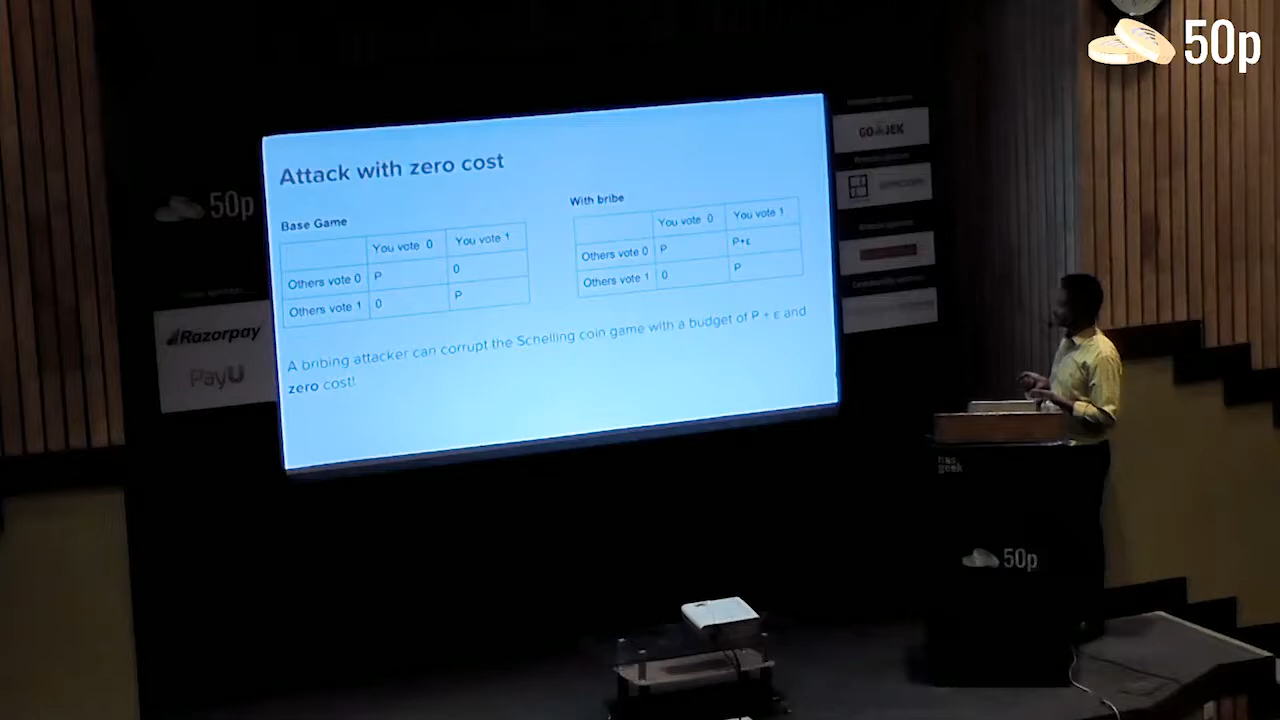 50p
Attack with zero cost
Base Game
You vote 0 You vote 1
Others vote 0 P 0
Others vote 1 0 P
With bribe
You vote 0 You vote 1
Others vote 0 P P+ε
Others vote 1 0 P
A bribing attacker can corrupt the Schelling coin game with a budget of P + ε and
zero cost!
50p
Razorpay
PayU
GO-JEK
has
geek
50p